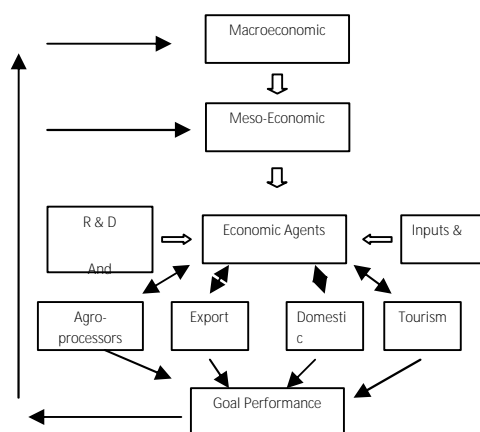 Macroeconomic
Meso-Economic
R & D
And
Economic Agents
Inputs &
Agro-
processors
Export
Domesti
c
Tourism
Goal Performance